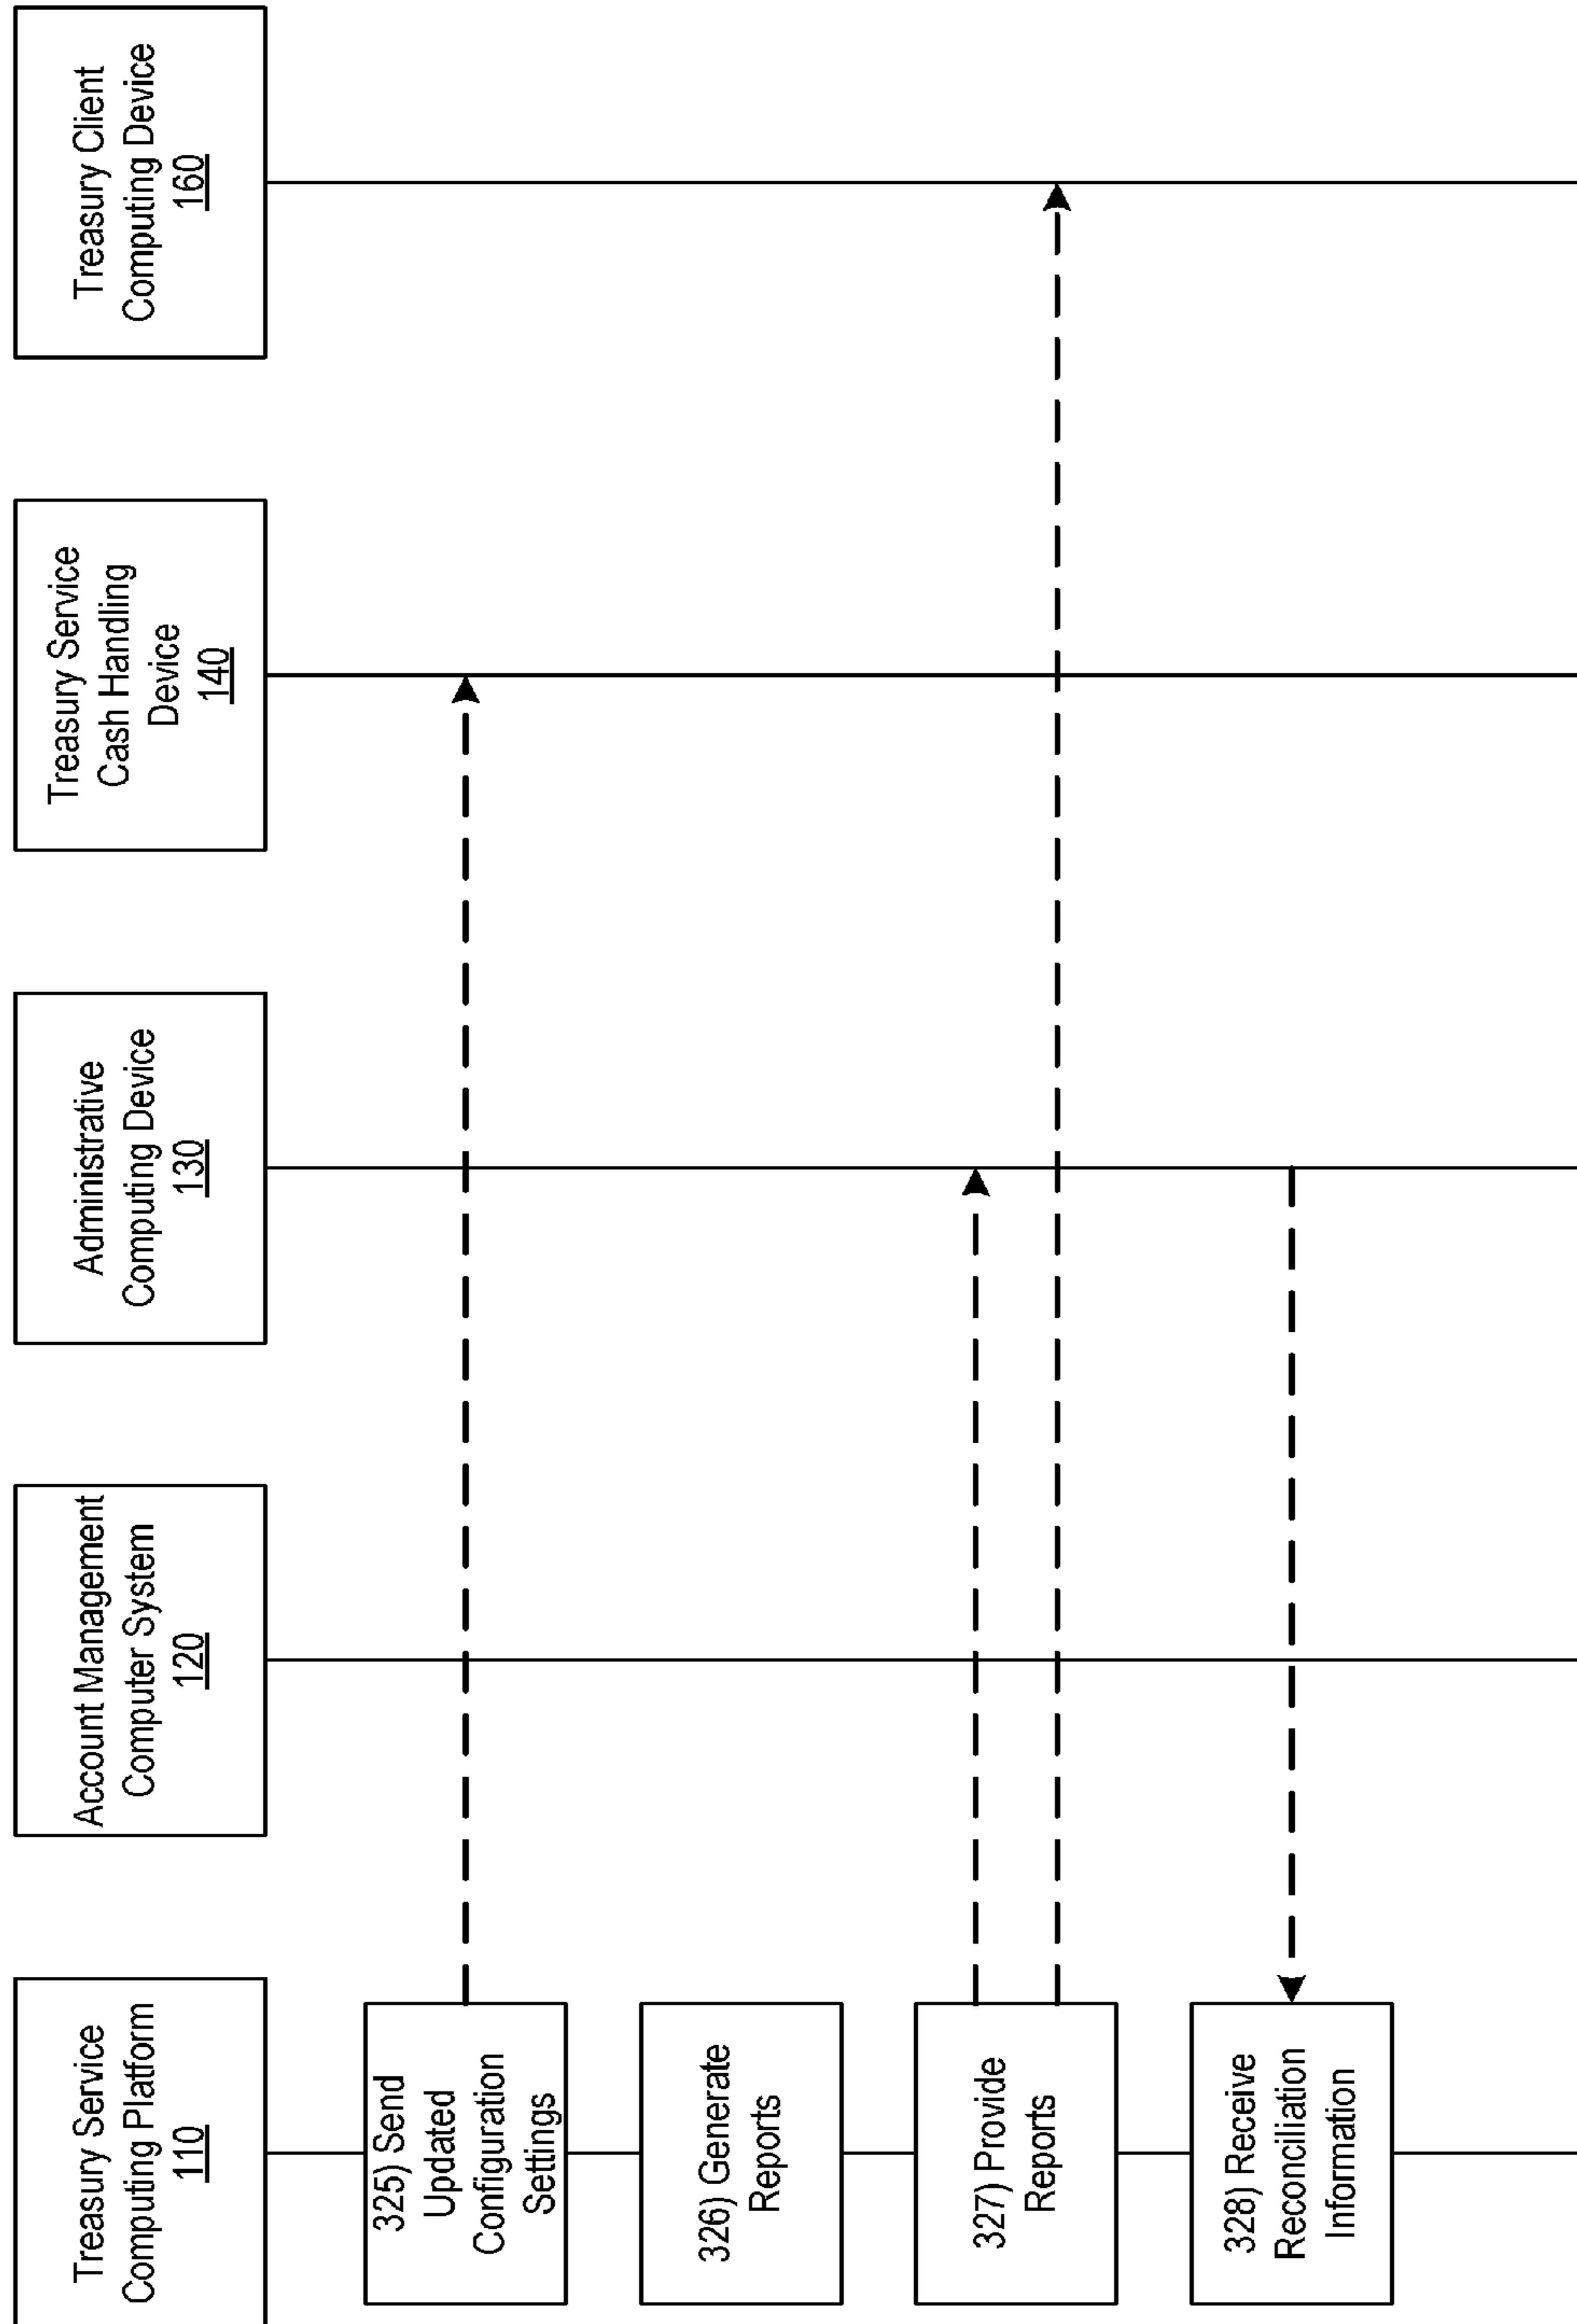 Treasury Service
Computing Platform
110
Account Management
Computer System
120
Administrative
Computing Device
130
Treasury Service
Cash Handling
Device
140
Treasury Client
Computing Device
160
325) Send
Updated
Configuration
Settings
326) Generate
Reports
327) Provide
Reports
328) Receive
Reconciliation
Information